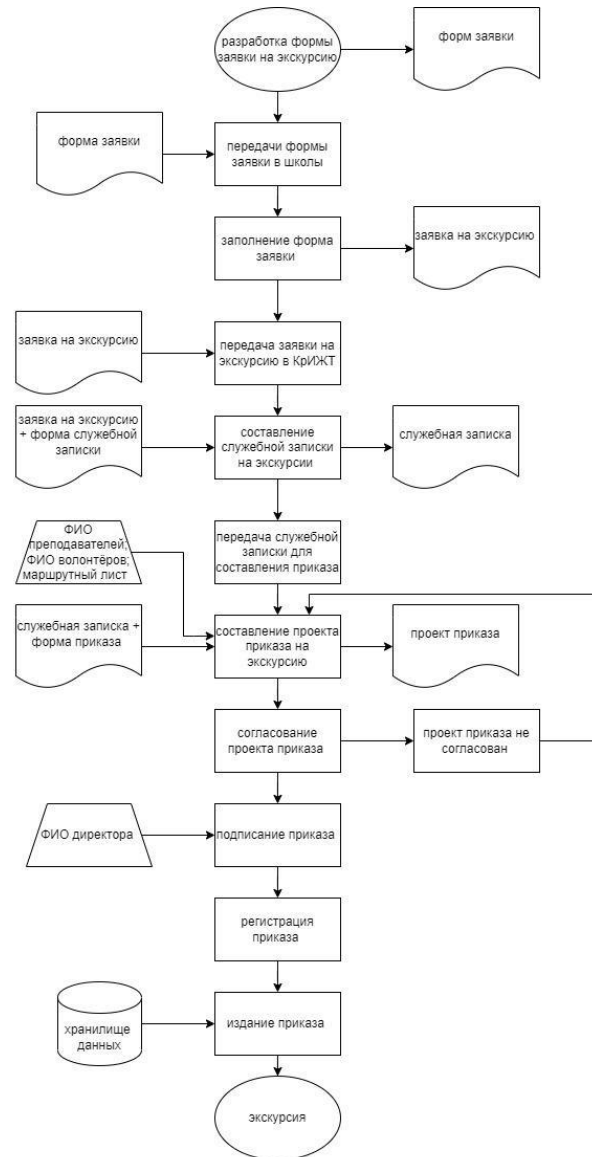 разработка формы
заявки на экскурсию
форм заявки
форма заявки
передачи формы
заявки в школы
заполнение форма
заявки
заявка на экскурсию
заявка на экскурсию
передача заявки на
экскурсию в КрИЖТ
заявка на экскурсию
+ форма служебной
записки
составление
служебной записки
на экскурсии
служебная записка
ФИО
преподавателей;
ФИО волонтёров;
маршрутный лист
передача служебной
записки для
составления приказа
служебная записка +
форма приказа
составление проекта
приказа на
экскурсию
проект приказа
согласование
проекта приказа
проект приказа не
согласован
ФИО директора
подписание приказа
регистрация
приказа
хранилище
данных
издание приказа
экскурсия